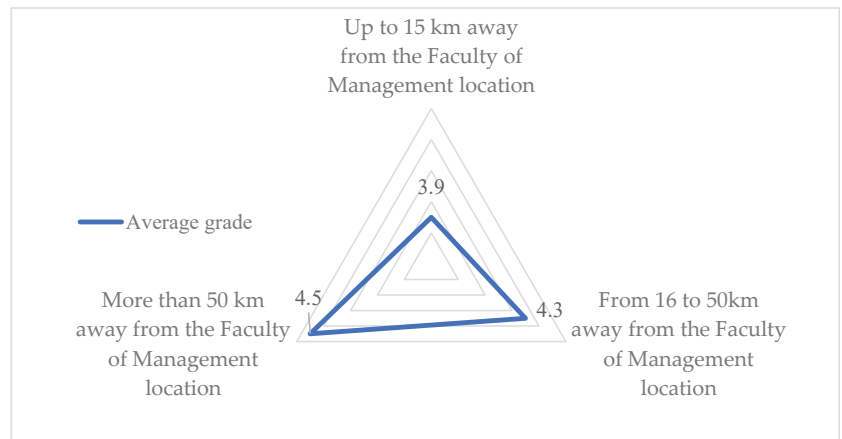 Up to 15 km away
from the Faculty of
Management location
3.9
Average grade
4.5
More than 50 km
away from the Faculty
of Management
location
4.3
From 16 to 50km
away from the Faculty
of Management
location